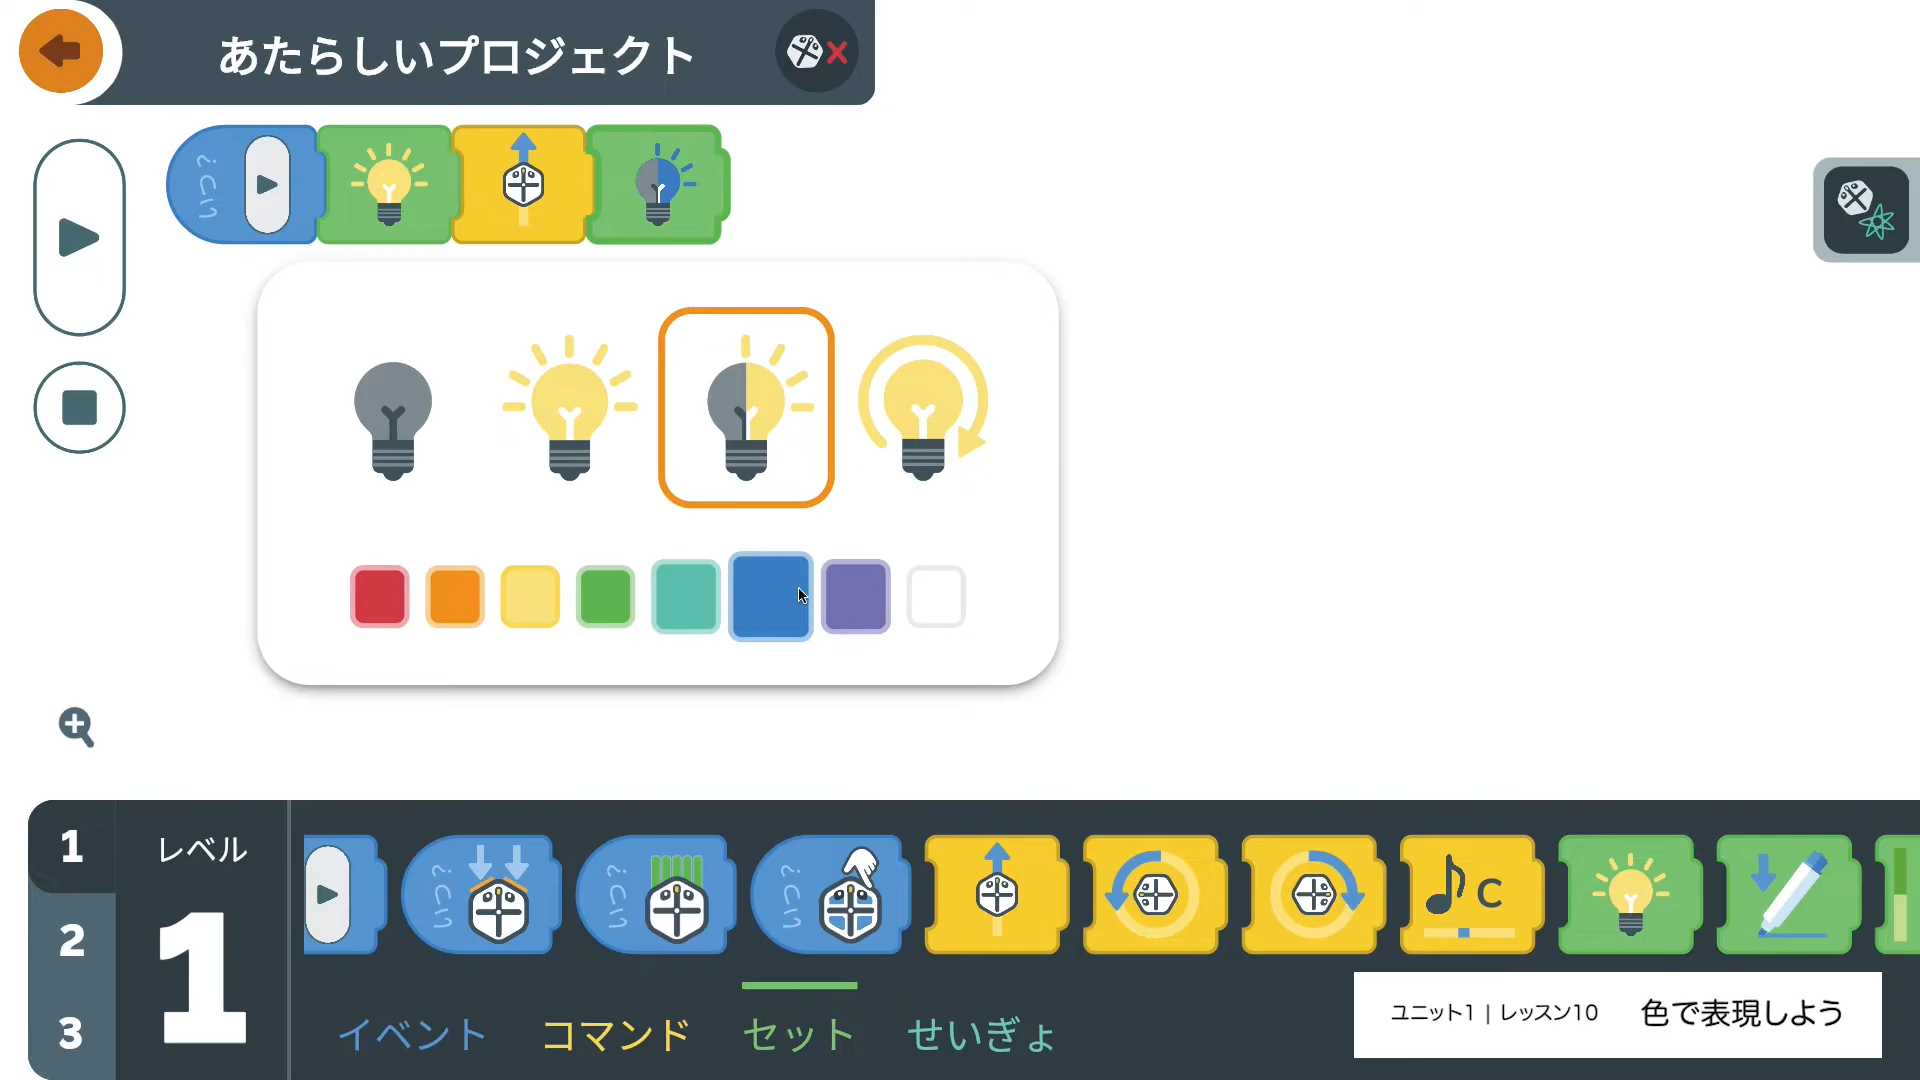 あたらしいプロジェクト
1
2
3
レベル
1
C
イベント
コマンド
セット
せいぎょ
ユニット1 | レッスン10
色で表現しよう